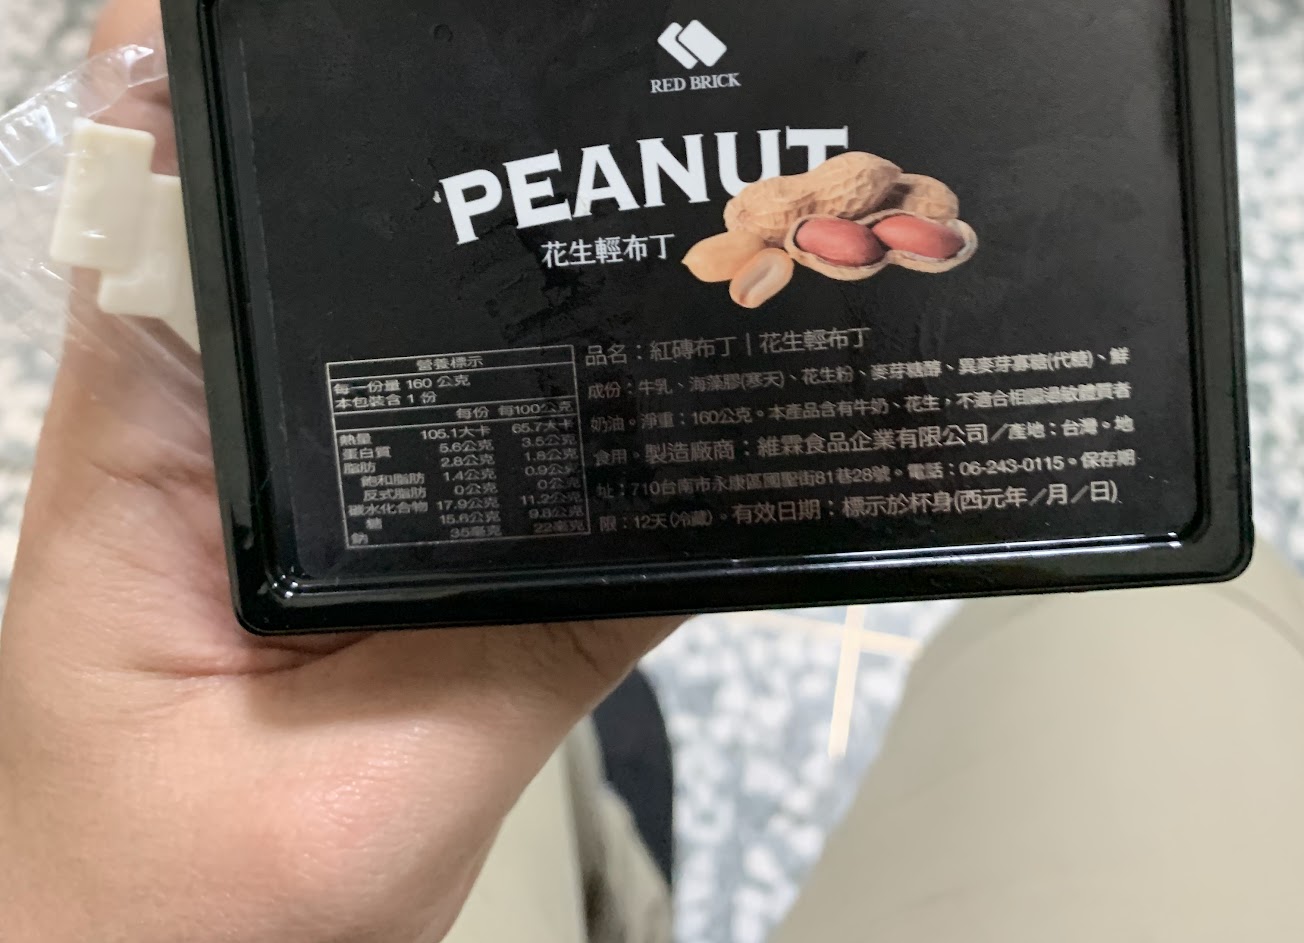 RED BRICK
PEANUT
花生輕布丁
營養標示
每一份量 160 公克
本包裝含 1 份
每份 每100公克
熱量 105.1大卡 65.7大卡
蛋白質 5.6公克 3.5公克
脂肪 2.8公克 1.8公克
飽和脂肪 1.4公克 0.9公克
反式脂肪 0公克 0公克
碳水化合物 17.9公克 11.2公克
糖 15.6公克 9.8公克
鈉 35毫克 22毫克
品名：紅磚布丁｜花生輕布丁
成份：牛乳、海藻膠(寒天)、花生粉、麥芽糖醇、異麥芽寡糖(代糖)、鮮
奶油。淨重：160公克。本產品含有牛奶、花生，不適合相關過敏體質者
食用。製造廠商：維霖食品企業有限公司／產地：台灣。地
址：710台南市永康區國聖街81巷28號。電話：06-243-0115。保存期
限：12天(冷藏)。有效日期：標示於杯身(西元年／月／日)